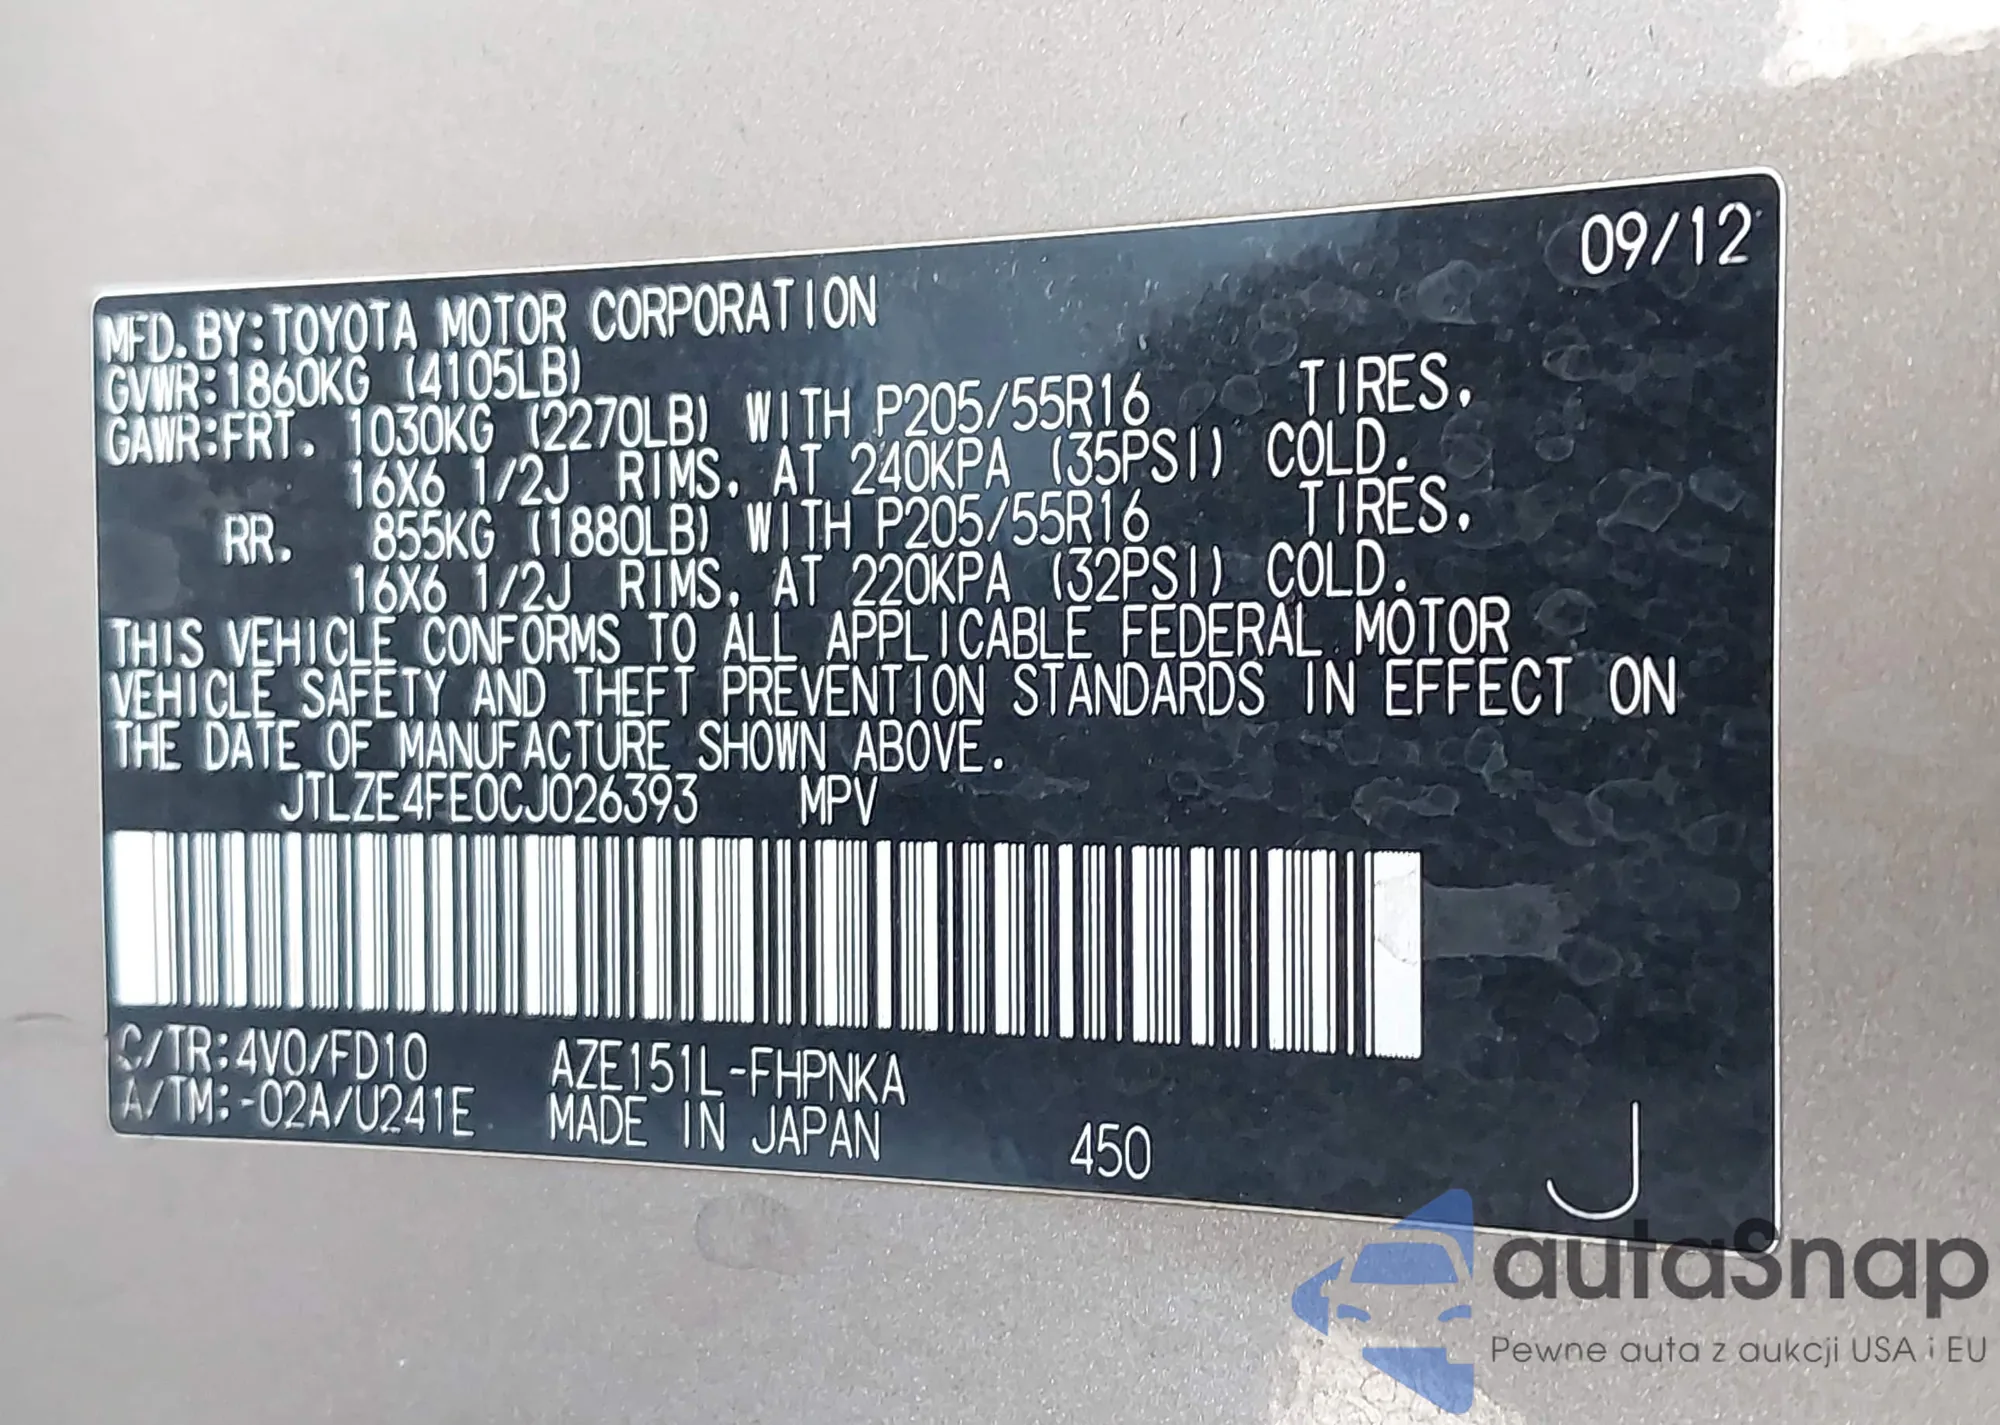 09/12
MFD. BY: TOYOTA MOTOR CORPORATION
GVWR: 1860KG (4105LB)
GAWR: FRT. 1030KG (2270LB) WITH P205/55R16 TIRES,
16X6 1/2J RIMS, AT 240KPA (35PSI) COLD.
RR. 855KG (1880LB) WITH P205/55R16 TIRES,
16X6 1/2J RIMS, AT 220KPA (32PSI) COLD.
THIS VEHICLE CONFORMS TO ALL APPLICABLE FEDERAL MOTOR
VEHICLE SAFETY AND THEFT PREVENTION STANDARDS IN EFFECT ON
THE DATE OF MANUFACTURE SHOWN ABOVE.
JTLZE4FE0CJ026393 MPV
C/TR: 4V0/FD10 AZE151L-FHPNKA
A/TM: -02A/U241E MADE IN JAPAN 450
J
autaSnap
Pewne auta z aukcji USA i EU